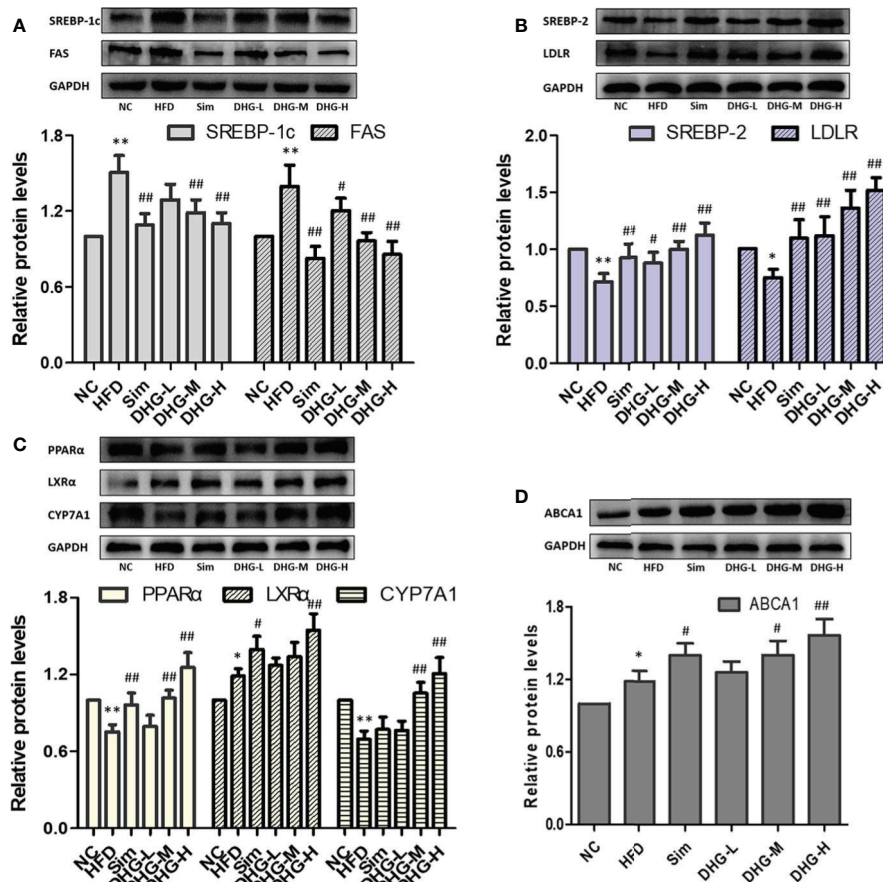 A
SREBP-1c
FAS
GAPDH
NC HFD Sim DHG-L DHG-M DHG-H
SREBP-1c FAS
Relative protein levels
1.8
1.2
0.6
0.0
** ## ## ## ** ## # ## ##
NC HFD Sim DHG-L DHG-M DHG-H NC HFD Sim DHG-L DHG-M DHG-H
B
SREBP-2
LDLR
GAPDH
NC HFD Sim DHG-L DHG-M DHG-H
SREBP-2 LDLR
Relative protein levels
2.0
1.5
1.0
0.5
0.0
** ## # ## ## * ## ## ## ##
NC HFD Sim DHG-L DHG-M DHG-H NC HFD Sim DHG-L DHG-M DHG-H
C
PPARα
LXRα
CYP7A1
GAPDH
NC HFD Sim DHG-L DHG-M DHG-H
PPARα LXRα CYP7A1
Relative protein levels
1.8
1.2
0.6
0.0
** ## ## ## * # ## ** ## ##
NC HFD Sim DHG-L DHG-M DHG-H NC HFD Sim DHG-L DHG-M DHG-H NC HFD Sim DHG-L DHG-M DHG-H
D
ABCA1
GAPDH
NC HFD Sim DHG-L DHG-M DHG-H
ABCA1
Relative protein levels
1.8
1.2
0.6
0.0
* # # ##
NC HFD Sim DHG-L DHG-M DHG-H